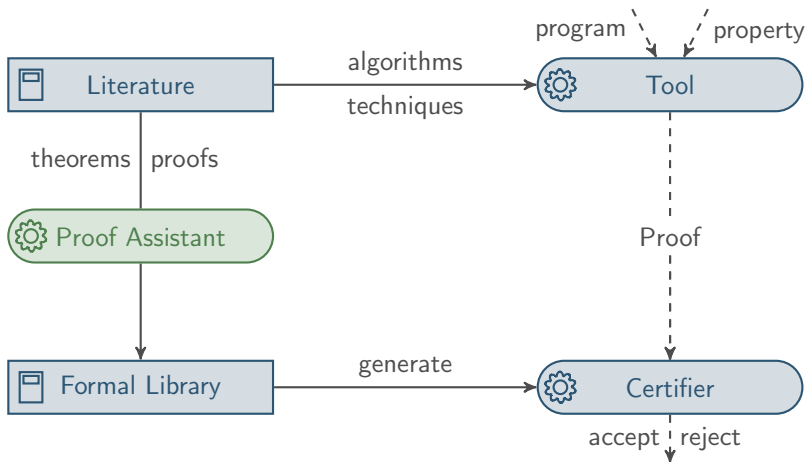 program property
Literature algorithms Tool
techniques
theorems proofs
Proof Assistant Proof
Formal Library generate Certifier
accept reject